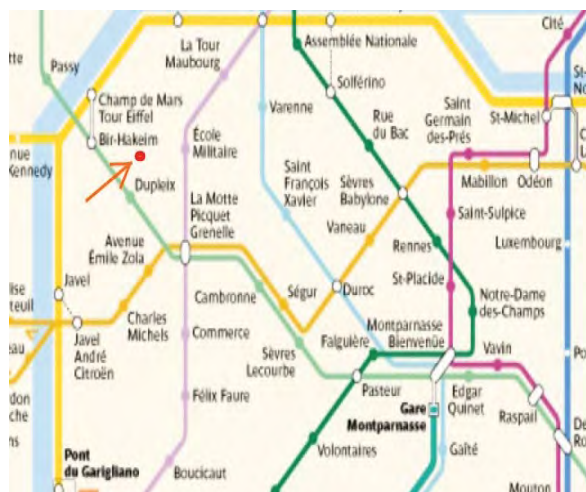 La Tour
Maubourg
Assemblée Nationale
Cité
Passy
Solférino
Champ de Mars
Tour Eiffel
Bir-Hakeim
Varenne
Rue
du Bac
Saint
Germain
des-Prés
St-Michel
École
Militaire
Dupleix
Saint
François
Xavier
Sèvres
Babylone
Mabillon
Odéon
La Motte
Picquet
Grenelle
Vaneau
Saint-Sulpice
Avenue
Émile Zola
Rennes
Luxembourg
Javel
Cambronne
Ségur
Duroc
St-Placide
Notre-Dame
des-Champs
Charles
Michels
Javel
André
Citroën
Commerce
Sèvres
Lecourbe
Falguière
Montparnasse
Bienvenüe
Vavin
Félix Faure
Pasteur
Edgar
Quinet
Gare
Montparnasse
Raspail
Pont
du Garigliano
Boucicaut
Volontaires
Gaîté
Mouton